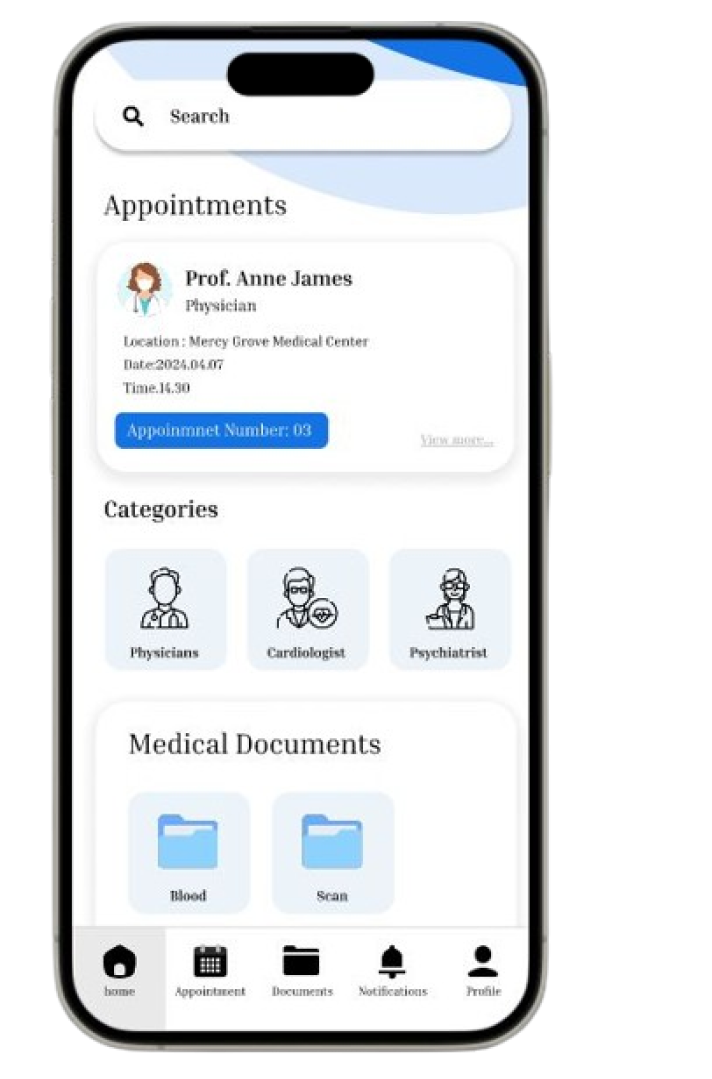 Search
Appointments
Prof. Anne James
Physician
Location : Mercy Grove Medical Center
Date:2024.04.07
Time.14.30
Appoinmnet Number: 03
View more...
Categories
Physicians
Cardiologist
Psychiatrist
Medical Documents
Blood
Scan
home
Appointment
Documents
Notifications
Profile